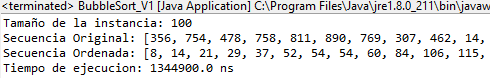 <terminated> BubbleSort_V1 [Java Application] C:\Program Files\Java\jre1.8.0_211\bin\javaw
Tamaño de la instancia: 100
Secuencia Original: [356, 754, 478, 758, 811, 890, 769, 307, 462, 14,
Secuencia Ordenada: [8, 14, 21, 29, 37, 52, 54, 54, 60, 84, 106, 115,
Tiempo de ejecucion: 1344900.0 ns